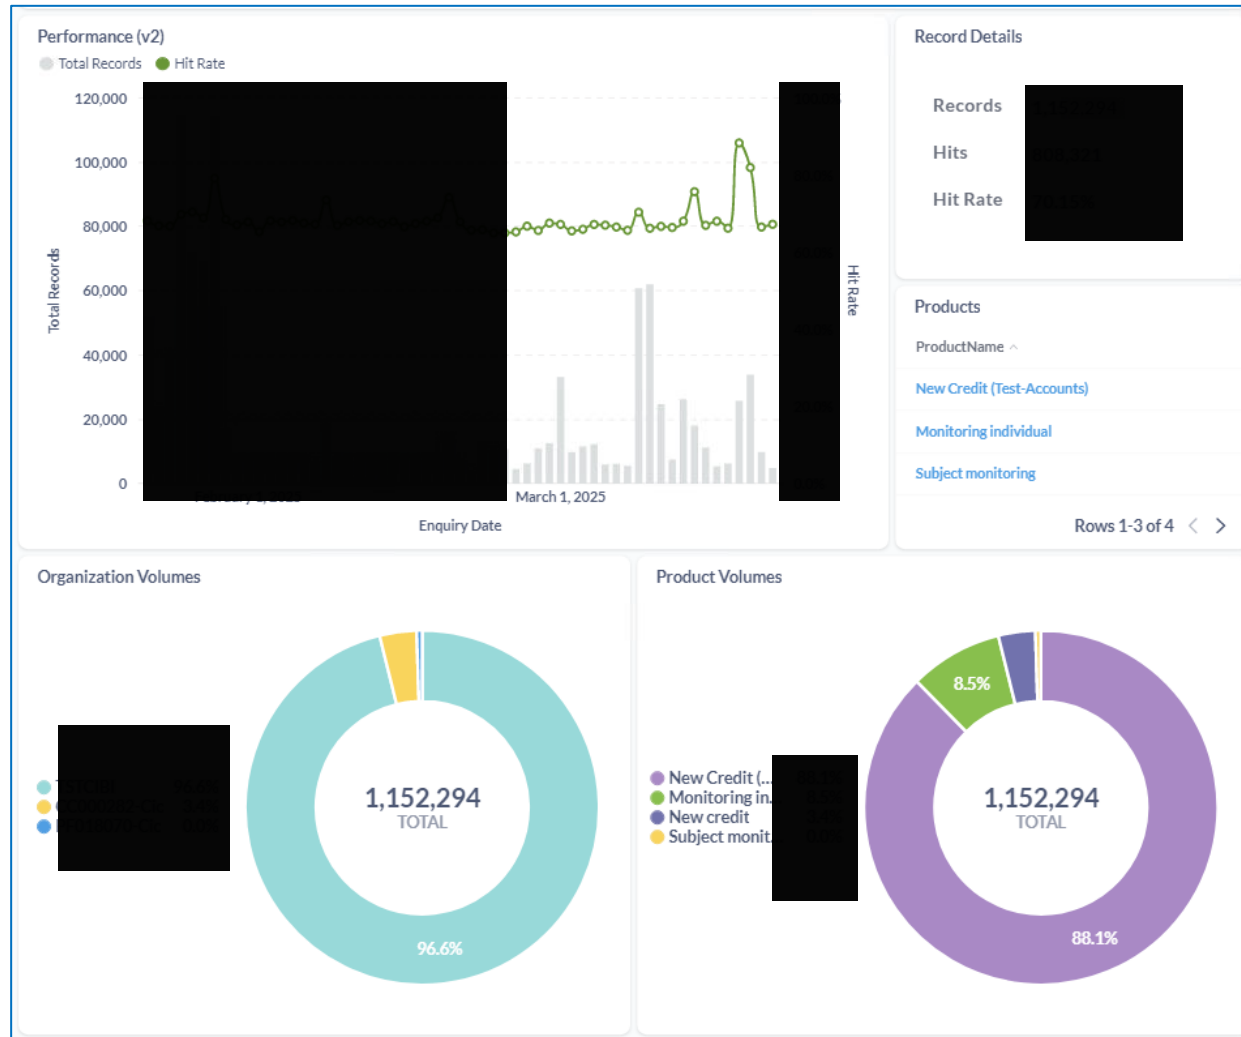 Performance (v2)
Total Records Hit Rate
120,000
100,000
80,000
60,000
40,000
20,000
0
Total Records
Hit Rate
March 1, 2025
Enquiry Date
Record Details
Records
Hits
Hit Rate
Products
ProductName
New Credit (Test-Accounts)
Monitoring individual
Subject monitoring
Rows 1-3 of 4
Organization Volumes
1,152,294
TOTAL
96.6%
Product Volumes
New Credit (...
Monitoring in...
New credit
Subject monit...
8.5%
1,152,294
TOTAL
88.1%